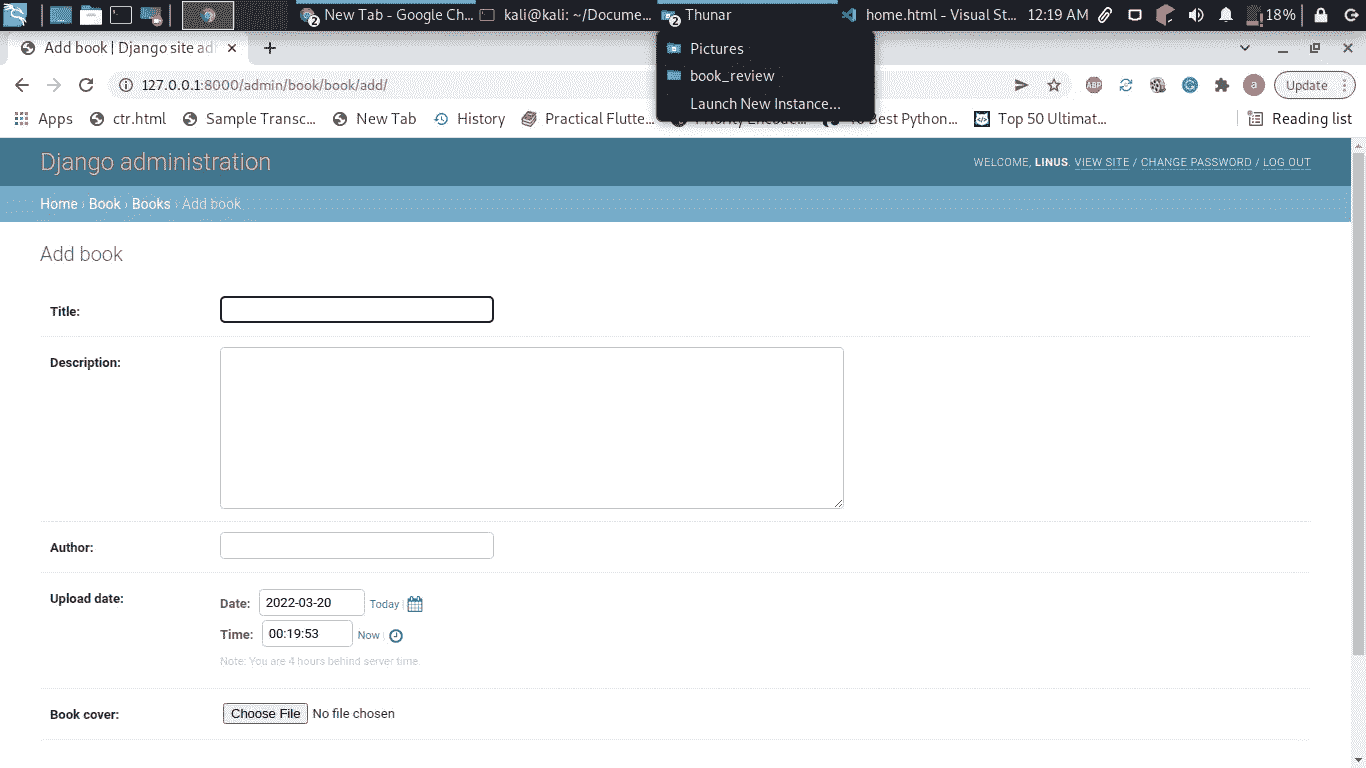 2 New Tab - Google Ch... kali@kali: ~/Docume... 2 Thunar home.html - Visual St... 12:19 AM 18%
Add book | Django site ad
Pictures
127.0.0.1:8000/admin/book/book/add/
book_review
ABP
a
Update
Launch New Instance...
Apps ctr.html Sample Transc... New Tab History Practical Flutte... Priority Encode... 10 Best Python... Top 50 Ultimat... Reading list
Django administration
WELCOME, LINUS. VIEW SITE / CHANGE PASSWORD / LOG OUT
Home › Book › Books › Add book
Add book
Title:
Description:
Author:
Upload date:
Date: 2022-03-20 Today |
Time: 00:19:53 Now |
Note: You are 4 hours behind server time.
Book cover: Choose File No file chosen